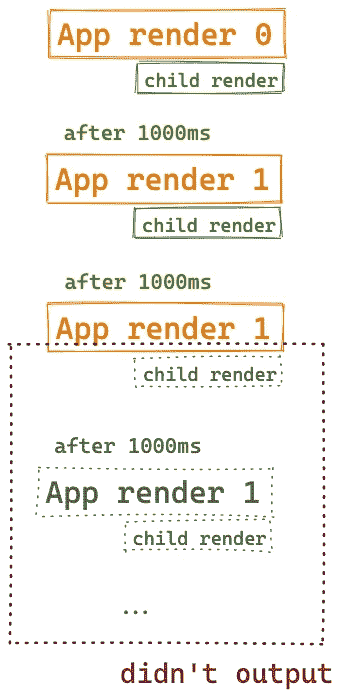 App render 0
child render
after 1000ms
App render 1
child render
after 1000ms
App render 1
child render
after 1000ms
App render 1
child render
...
didn't output